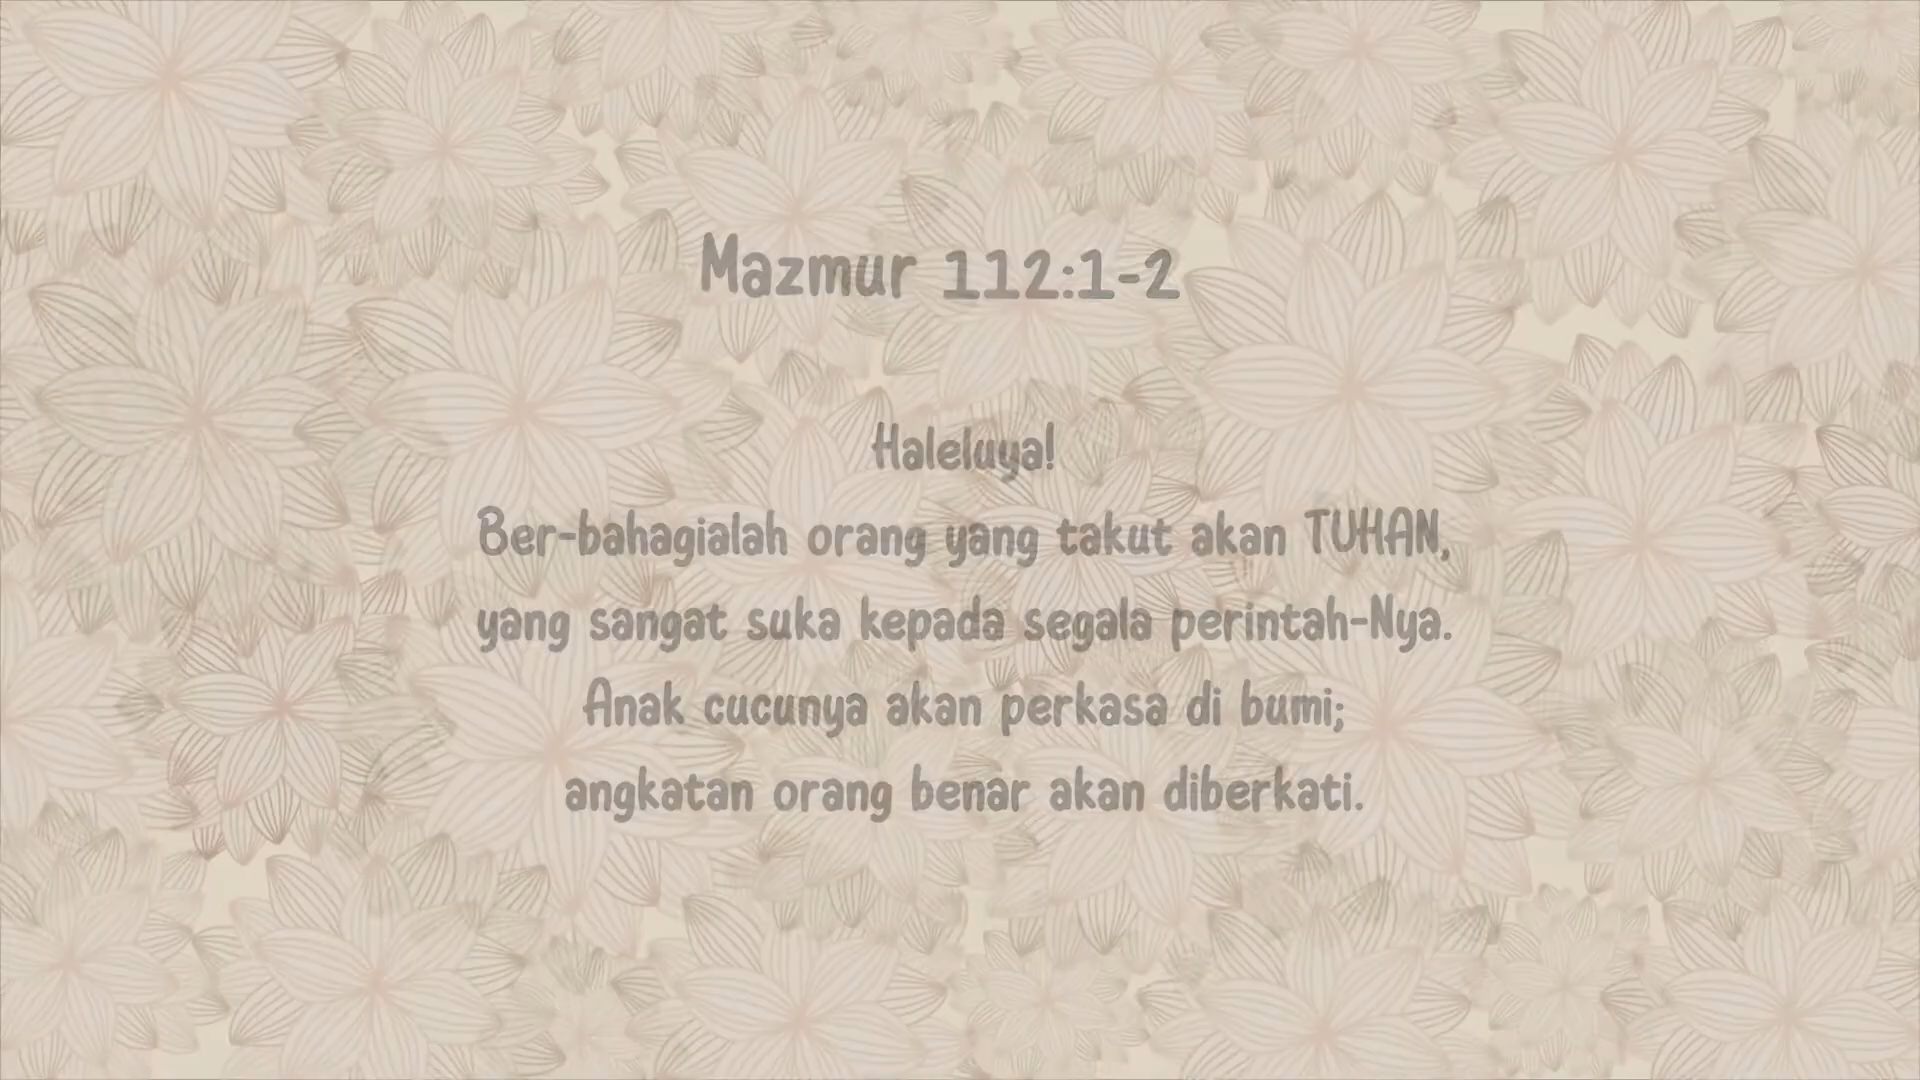 Mazmur 112:1-2
Haleluya!
Ber-bahagialah orang yang takut akan TUHAN,
yang sangat suka kepada segala perintah-Nya.
Anak cucunya akan perkasa di bumi;
angkatan orang benar akan diberkati.